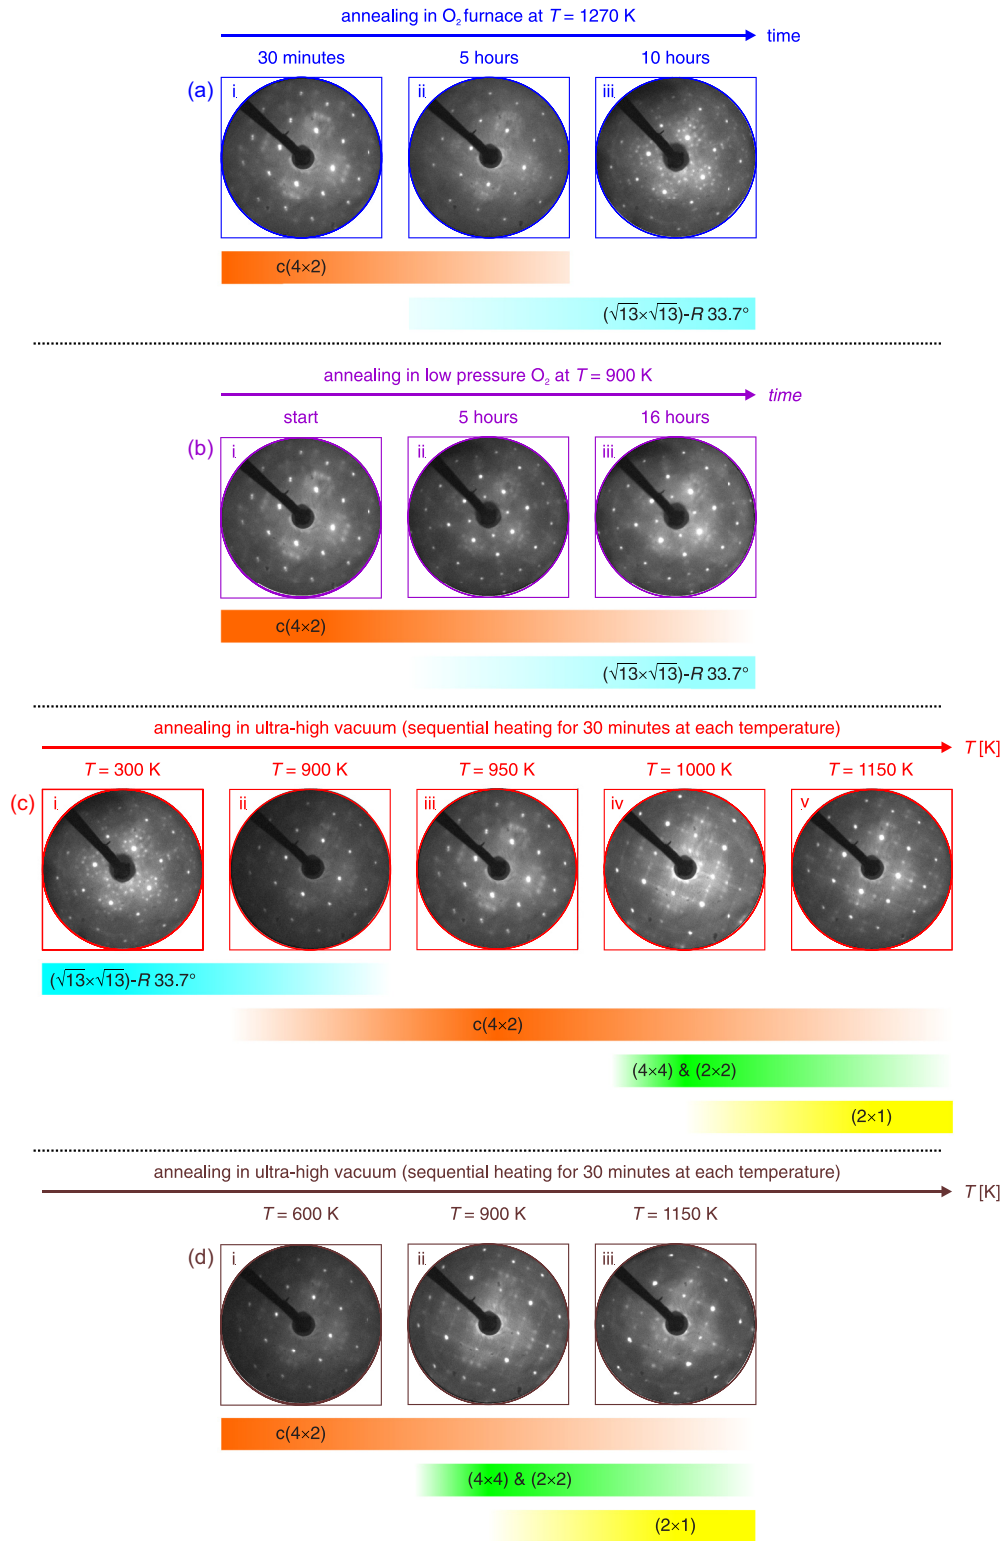 annealing in O₂ furnace at T = 1270 K
time
30 minutes 5 hours 10 hours
(a) i ii iii
c(4×2)
(√13×√13)-R 33.7°
annealing in low pressure O₂ at T = 900 K
time
start 5 hours 16 hours
(b) i ii iii
c(4×2)
(√13×√13)-R 33.7°
annealing in ultra-high vacuum (sequential heating for 30 minutes at each temperature)
T [K]
T = 300 K T = 900 K T = 950 K T = 1000 K T = 1150 K
(c) i ii iii iv v
(√13×√13)-R 33.7°
c(4×2)
(4×4) & (2×2)
(2×1)
annealing in ultra-high vacuum (sequential heating for 30 minutes at each temperature)
T [K]
T = 600 K T = 900 K T = 1150 K
(d) i ii iii
c(4×2)
(4×4) & (2×2)
(2×1)